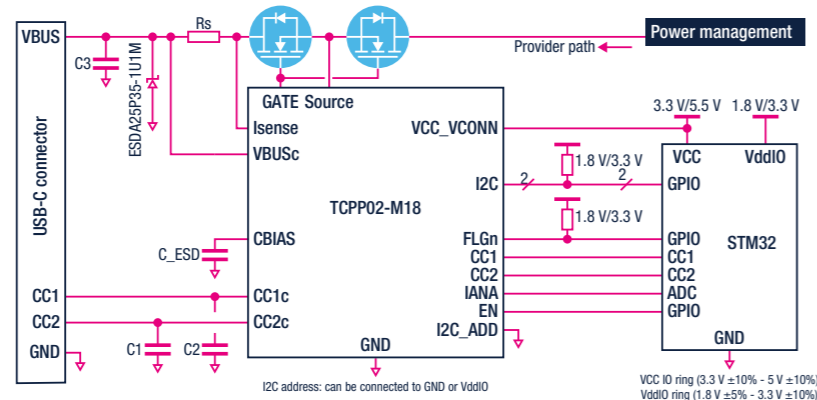 VBUS
Rs
Provider path
Power management
C3
ESDA25P35-1U1M
USB-C connector
GATE Source
Isense
VBUSc
TCPP02-M18
CBIAS
C_ESD
CC1
CC1c
CC2
CC2c
GND
C1
C2
GND
VCC_VCONN
I2C
FLGn
CC1
CC2
IANA
EN
I2C_ADD
2
2
1.8 V/3.3 V
1.8 V/3.3 V
3.3 V/5.5 V
1.8 V/3.3 V
VCC
VddIO
GPIO
STM32
GPIO
CC1
CC2
ADC
GPIO
GND
I2C address: can be connected to GND or VddIO
VCC IO ring (3.3 V ±10% - 5 V ±10%)
VddIO ring (1.8 V ±5% - 3.3 V ±10%)